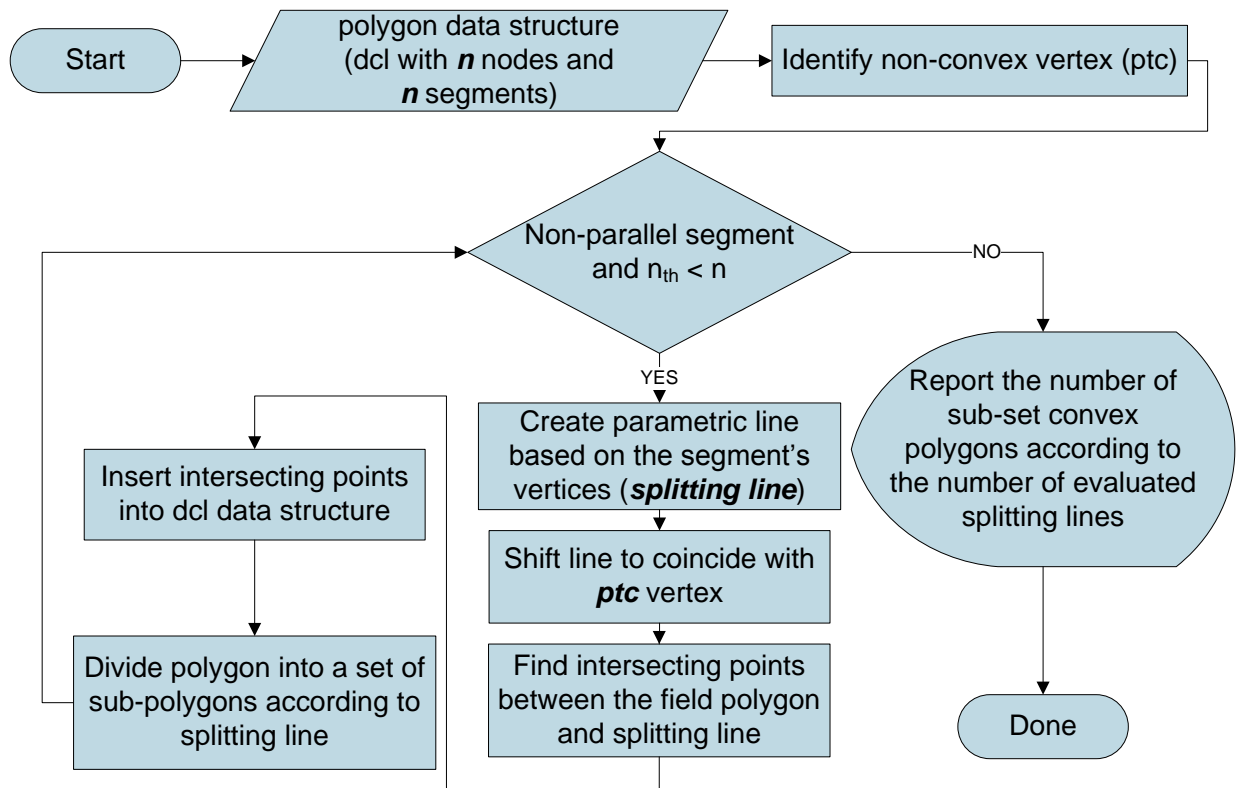 Start
polygon data structure
(dcl with n nodes and
n segments)
Identify non-convex vertex (ptc)
Non-parallel segment
and nth < n
NO
YES
Create parametric line
based on the segment's
vertices (splitting line)
Shift line to coincide with
ptc vertex
Find intersecting points
between the field polygon
and splitting line
Insert intersecting points
into dcl data structure
Divide polygon into a set of
sub-polygons according to
splitting line
Report the number of
sub-set convex
polygons according to
the number of evaluated
splitting lines
Done